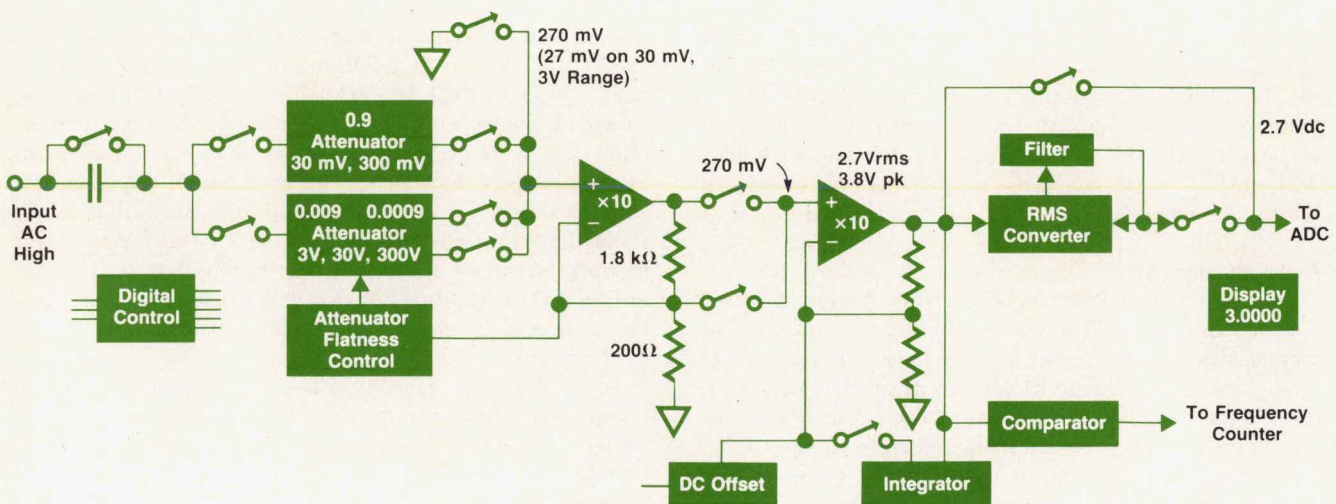 270 mV
(27 mV on 30 mV,
3V Range)
0.9
Attenuator
30 mV, 300 mV
0.009 0.0009
Attenuator
3V, 30V, 300V
Input
AC
High
Digital
Control
Attenuator
Flatness
Control
+
×10
−
1.8 kΩ
200Ω
270 mV
2.7Vrms
3.8V pk
+
×10
−
Filter
RMS
Converter
2.7 Vdc
To
ADC
Display
3.0000
DC Offset
Integrator
Comparator
To Frequency
Counter